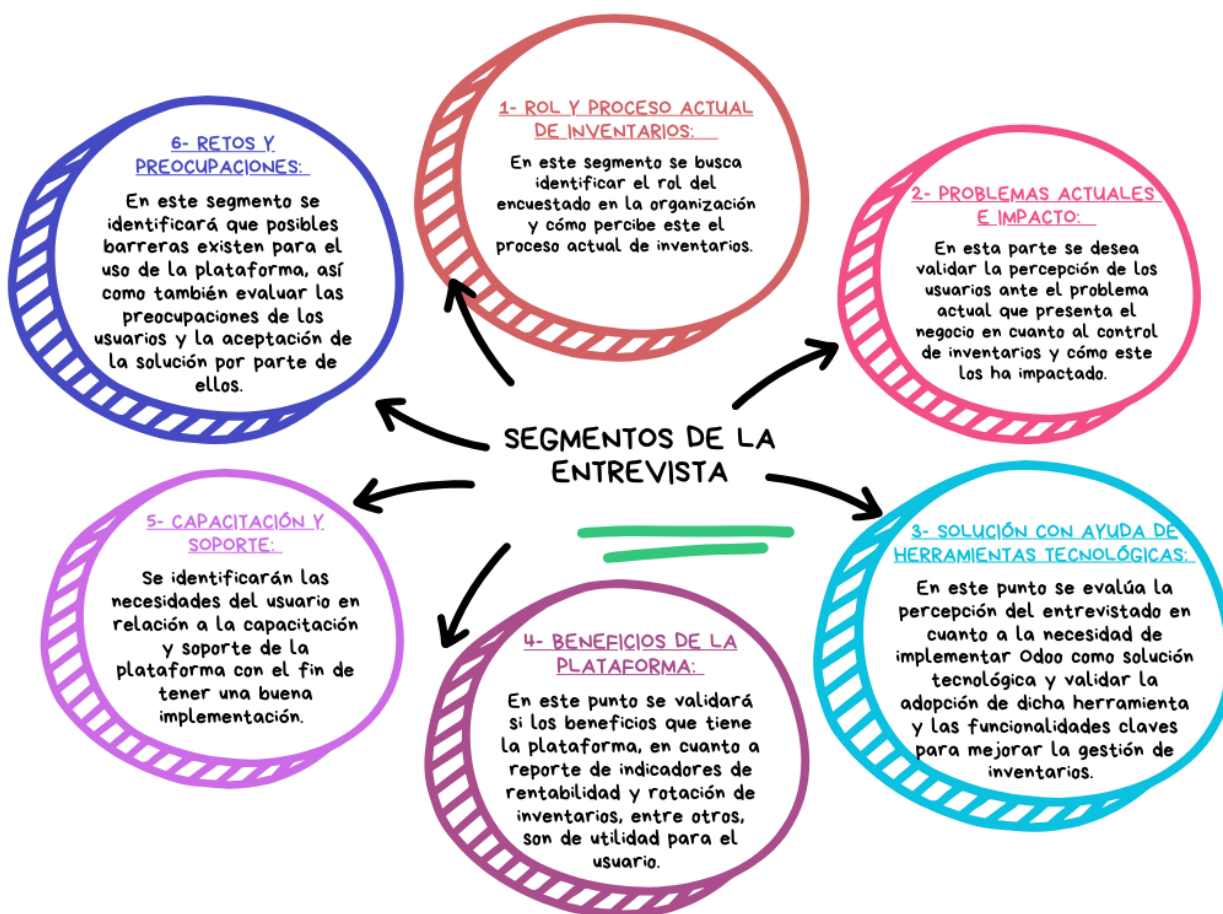 SEGMENTOS DE LA
ENTREVISTA
1- ROL Y PROCESO ACTUAL
DE INVENTARIOS:
En este segmento se busca
identificar el rol del
encuestado en la organización
y cómo percibe este el
proceso actual de inventarios.
2- PROBLEMAS ACTUALES
E IMPACTO:
En esta parte se desea
validar la percepción de los
usuarios ante el problema
actual que presenta el
negocio en cuanto al control
de inventarios y cómo este
los ha impactado.
3- SOLUCIÓN CON AYUDA DE
HERRAMIENTAS TECNOLÓGICAS:
En este punto se evalúa la
percepción del entrevistado en
cuanto a la necesidad de
implementar Odoo como solución
tecnológica y validar la
adopción de dicha herramienta
y las funcionalidades claves
para mejorar la gestión de
inventarios.
4- BENEFICIOS DE LA
PLATAFORMA:
En este punto se validará
si los beneficios que tiene
la plataforma, en cuanto a
reporte de indicadores de
rentabilidad y rotación de
inventarios, entre otros,
son de utilidad para el
usuario.
5- CAPACITACIÓN Y
SOPORTE:
Se identificarán las
necesidades del usuario en
relación a la capacitación
y soporte de la
plataforma con el fin de
tener una buena
implementación.
6- RETOS Y
PREOCUPACIONES:
En este segmento se
identificará que posibles
barreras existen para el
uso de la plataforma, así
como también evaluar las
preocupaciones de los
usuarios y la aceptación de
la solución por parte de
ellos.